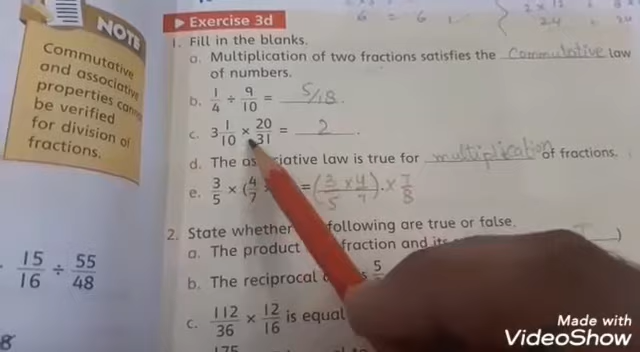 NOTE
Commutative
and associative
properties
be verified
for division of
fractions.
15/16 ÷ 55/48
8
▶ Exercise 3d
6 = 6
1. Fill in the blanks.
a. Multiplication of two fractions satisfies the Commutative law
of numbers.
b. 1/4 ÷ 9/10 = 5/18.
c. 3 1/10 × 20/31 = 2.
d. The associative law is true for multiplication of fractions.
e. 3/5 × (4/7 × = (3/5 × 4/7) · × 7/8
2. State whether following are true or false.
a. The product fraction and its )
b. The reciprocal 5
c. 112/36 × 12/16 is equal
175
Made with
VideoShow